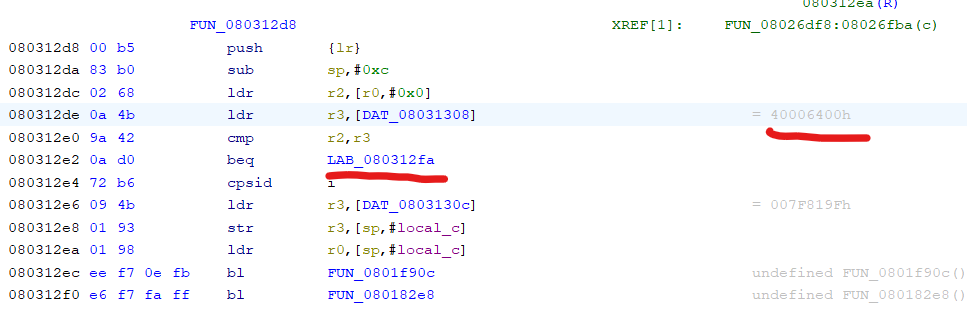 080312ea(R)
FUN_080312d8 XREF[1]: FUN_08026df8:08026fba(c)
080312d8 00 b5 push {lr}
080312da 83 b0 sub sp,#0xc
080312dc 02 68 ldr r2,[r0,#0x0]
080312de 0a 4b ldr r3,[DAT_08031308] = 40006400h
080312e0 9a 42 cmp r2,r3
080312e2 0a d0 beq LAB_080312fa
080312e4 72 b6 cpsid i
080312e6 09 4b ldr r3,[DAT_0803130c] = 007F819Fh
080312e8 01 93 str r3,[sp,#local_c]
080312ea 01 98 ldr r0,[sp,#local_c]
080312ec ee f7 0e fb bl FUN_0801f90c undefined FUN_0801f90c()
080312f0 e6 f7 fa ff bl FUN_080182e8 undefined FUN_080182e8()